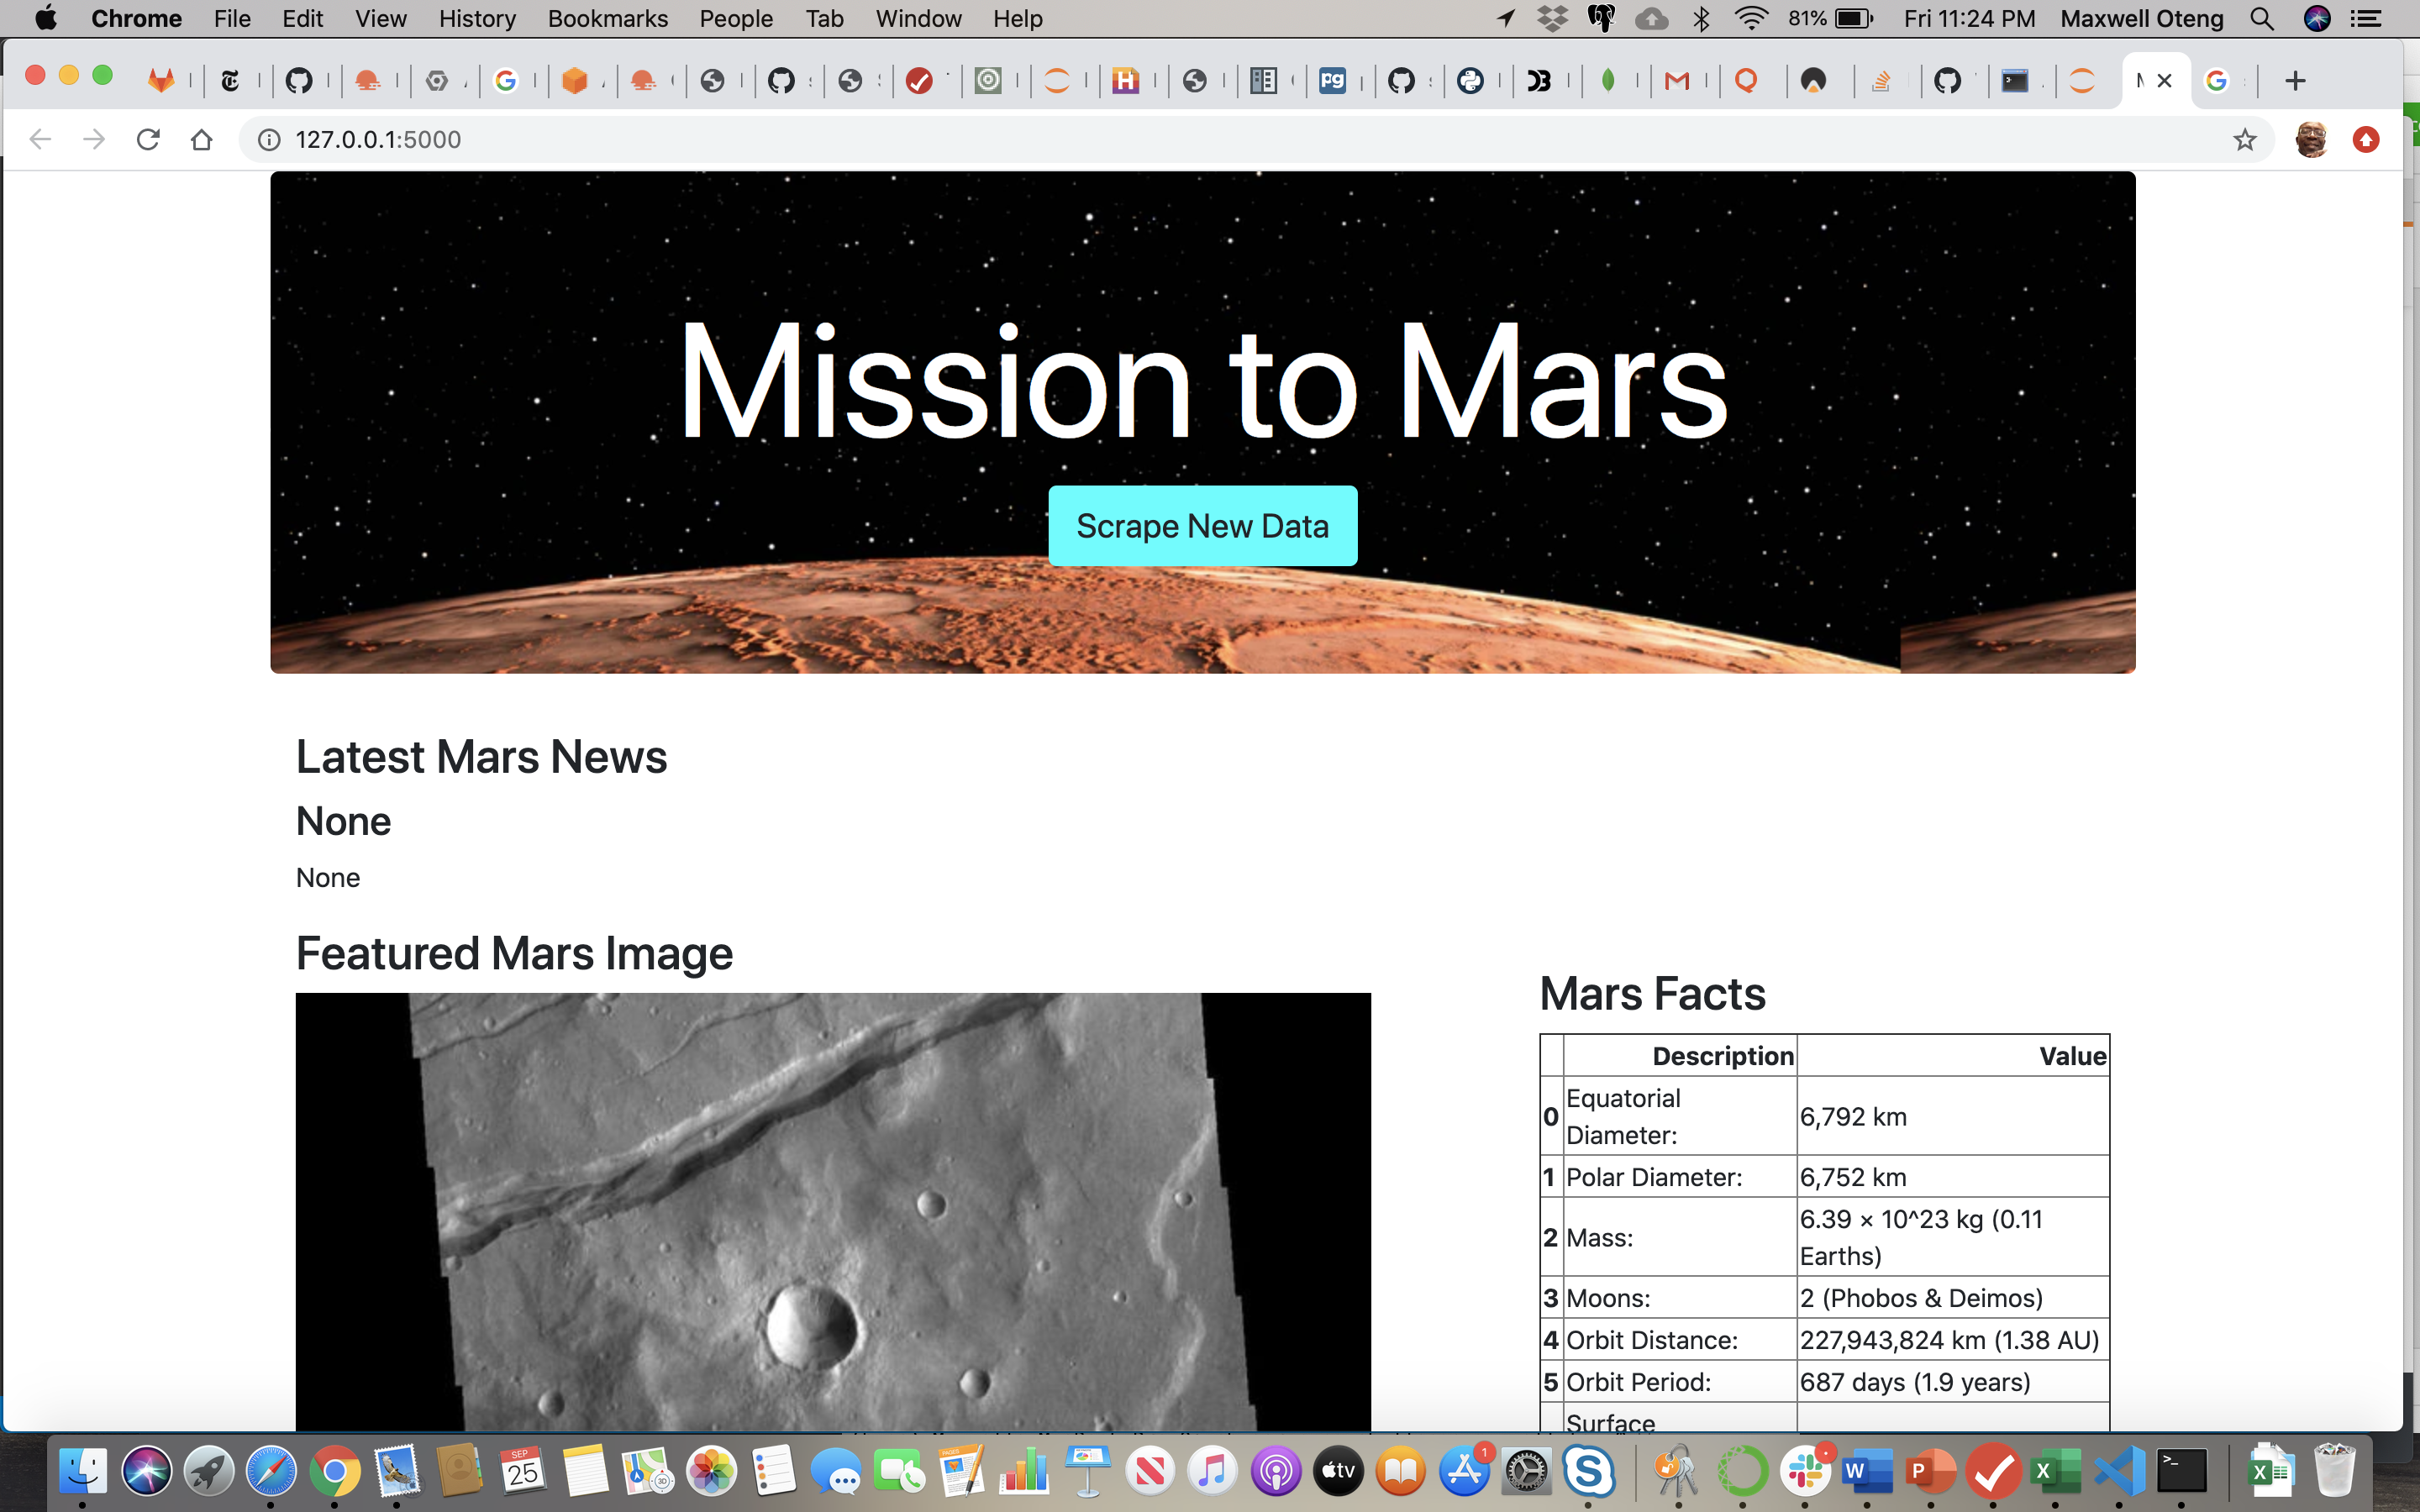 Chrome File Edit View History Bookmarks People Tab Window Help 81% Fri 11:24 PM Maxwell Oteng
127.0.0.1:5000
Mission to Mars
Scrape New Data
Latest Mars News
None
None
Featured Mars Image
Mars Facts
Description Value
0 Equatorial Diameter: 6,792 km
1 Polar Diameter: 6,752 km
2 Mass: 6.39 × 10^23 kg (0.11 Earths)
3 Moons: 2 (Phobos & Deimos)
4 Orbit Distance: 227,943,824 km (1.38 AU)
5 Orbit Period: 687 days (1.9 years)
Surface
SEP
25
PAGES
3D
tv
1